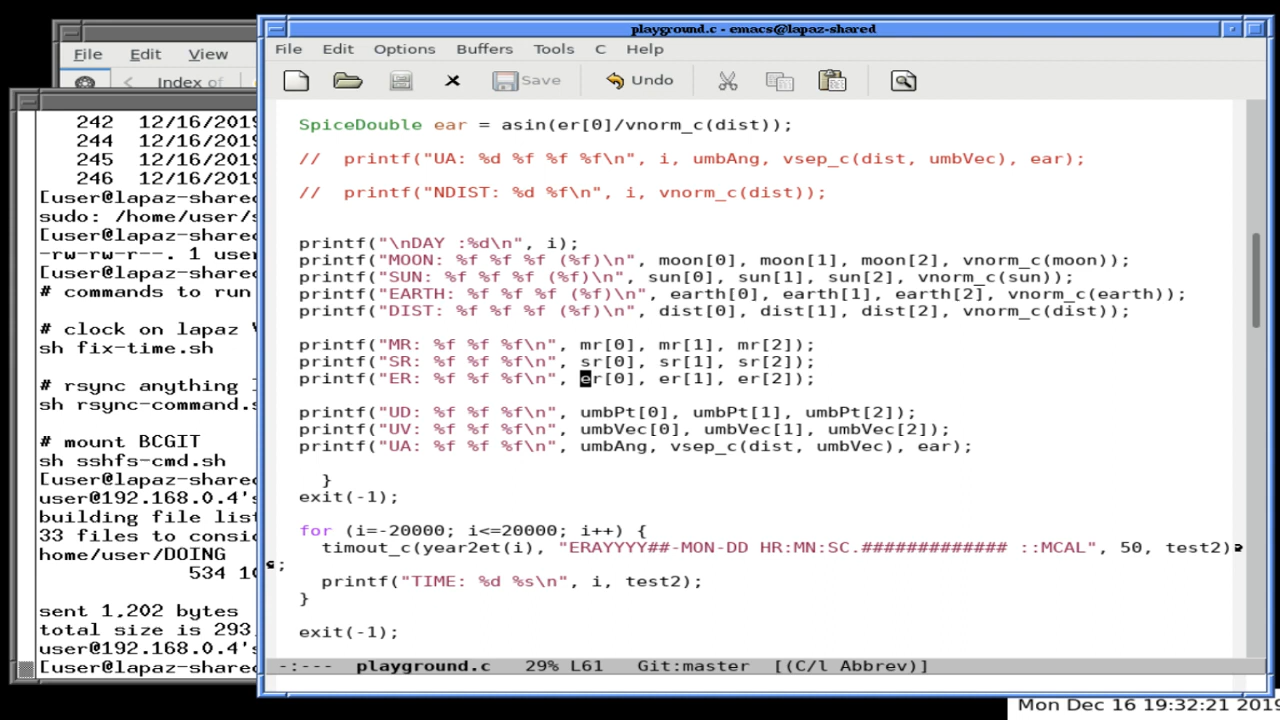 playground.c - emacs@lapaz-shared
File Edit Options Buffers Tools C Help
Save Undo
SpiceDouble ear = asin(er[0]/vnorm_c(dist));
//  printf("UA: %d %f %f %f\n", i, umbAng, vsep_c(dist, umbVec), ear);
//  printf("NDIST: %d %f\n", i, vnorm_c(dist));
printf("\nDAY :%d\n", i);
printf("MOON: %f %f %f (%f)\n", moon[0], moon[1], moon[2], vnorm_c(moon));
printf("SUN: %f %f %f (%f)\n", sun[0], sun[1], sun[2], vnorm_c(sun));
printf("EARTH: %f %f %f (%f)\n", earth[0], earth[1], earth[2], vnorm_c(earth));
printf("DIST: %f %f %f (%f)\n", dist[0], dist[1], dist[2], vnorm_c(dist));
printf("MR: %f %f %f\n", mr[0], mr[1], mr[2]);
printf("SR: %f %f %f\n", sr[0], sr[1], sr[2]);
printf("ER: %f %f %f\n", er[0], er[1], er[2]);
printf("UD: %f %f %f\n", umbPt[0], umbPt[1], umbPt[2]);
printf("UV: %f %f %f\n", umbVec[0], umbVec[1], umbVec[2]);
printf("UA: %f %f %f\n", umbAng, vsep_c(dist, umbVec), ear);
}
exit(-1);
for (i=-20000; i<=20000; i++) {
timout_c(year2et(i), "ERAYYYY##-MON-DD HR:MN:SC.############# ::MCAL", 50, test2)
;
printf("TIME: %d %s\n", i, test2);
}
exit(-1);
-:---  playground.c   29% L61   Git:master  [(C/l Abbrev)]
File Edit View
Index of
242  12/16/2019
244  12/16/2019
245  12/16/2019
246  12/16/2019
[user@lapaz-shared
sudo: /home/user/
[user@lapaz-shared
-rw-rw-r--. 1 user
[user@lapaz-shared
# commands to run
# clock on lapaz
sh fix-time.sh
# rsync anything
sh rsync-command.s
# mount BCGIT
sh sshfs-cmd.sh
[user@lapaz-shared
user@192.168.0.4's
building file list
33 files to consi
home/user/DOING
534
sent 1,202 bytes
total size is 293
user@192.168.0.4's
[user@lapaz-shared
Mon Dec 16 19:32:21 2019